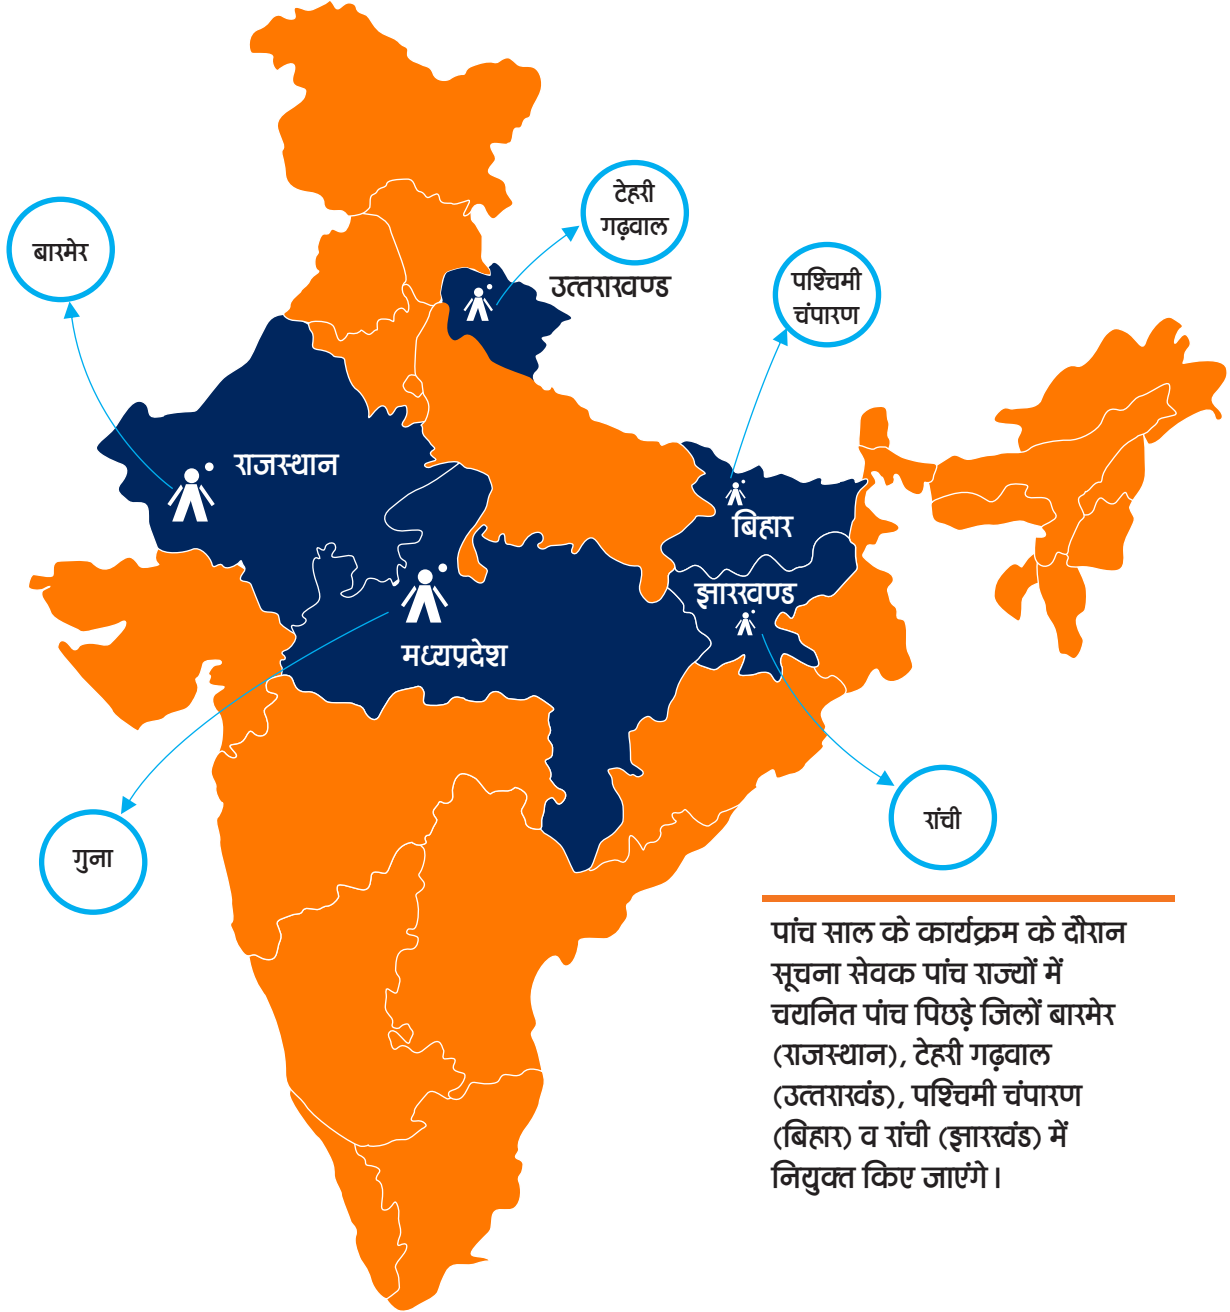 टेहरी
गढ़वाल
बारमेर
उत्तराखण्ड
पश्चिमी
चंपारण
राजस्थान
बिहार
झारखण्ड
मध्यप्रदेश
रांची
गुना
पांच साल के कार्यक्रम के दौरान
सूचना सेवक पांच राज्यों में
चयनित पांच पिछड़े जिलों बारमेर
(राजस्थान), टेहरी गढ़वाल
(उत्तराखंड), पश्चिमी चंपारण
(बिहार) व रांची (झारखंड) में
नियुक्त किए जाएंगे।